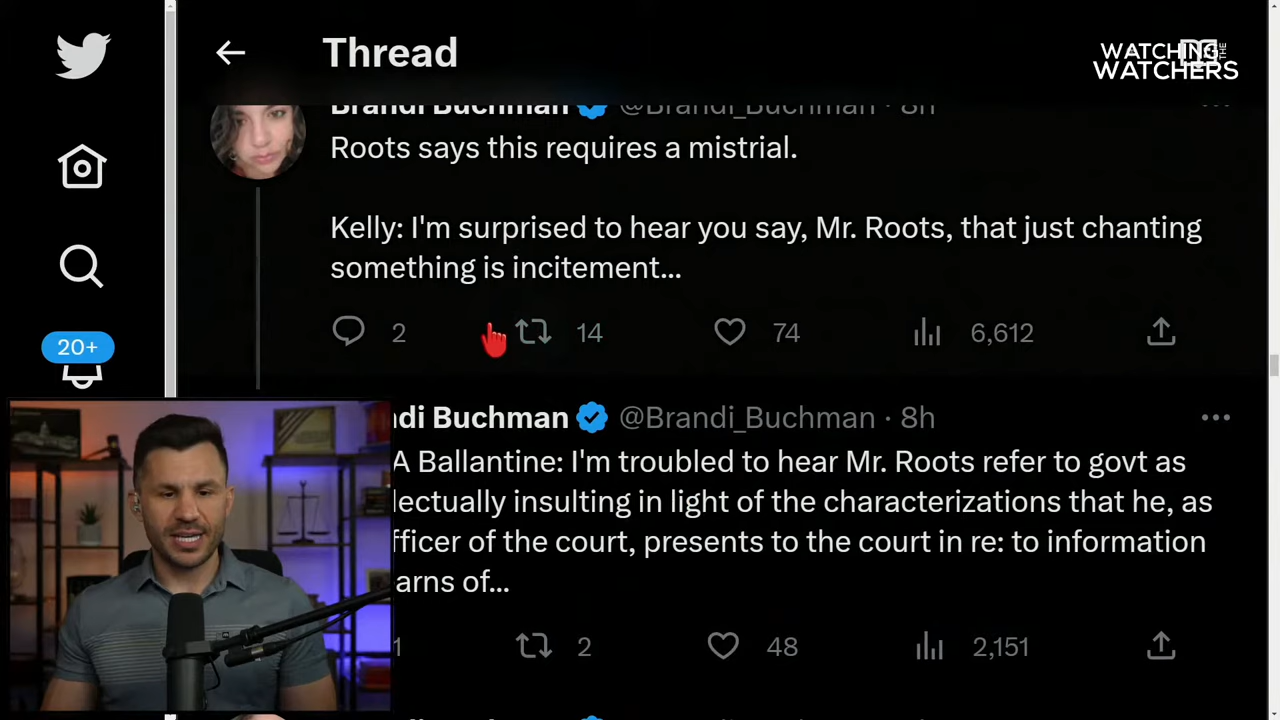 Thread
WATCHING THE
WATCHERS
Brandi Buchman @Brandi_Buchman · 8h
Roots says this requires a mistrial.
Kelly: I'm surprised to hear you say, Mr. Roots, that just chanting
something is incitement...
2 14 74 6,612
20+
di Buchman @Brandi_Buchman · 8h
A Ballantine: I'm troubled to hear Mr. Roots refer to govt as
lectually insulting in light of the characterizations that he, as
fficer of the court, presents to the court in re: to information
arns of...
1 2 48 2,151